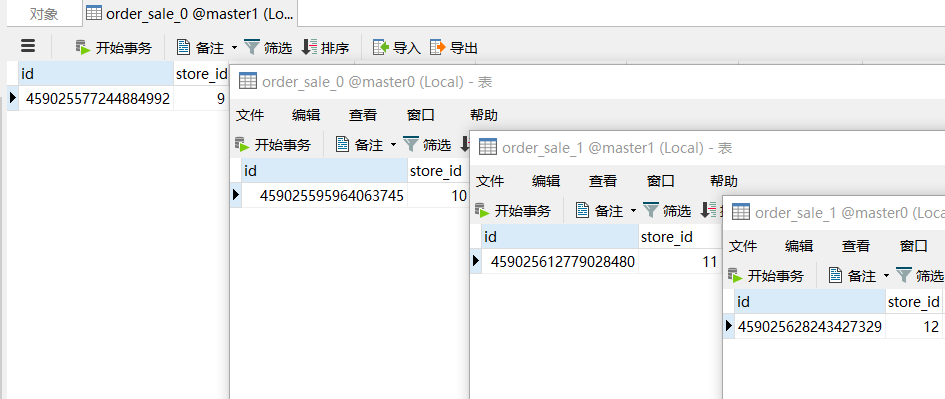 对象
order_sale_0 @master1 (Lo...
开始事务 备注 筛选 排序 导入 导出
id store_id
459025577244884992 9
order_sale_0 @master0 (Local) - 表
文件 编辑 查看 窗口 帮助
开始事务 备注 筛选
id store_id
459025595964063745 10
order_sale_1 @master1 (Local) - 表
文件 编辑 查看 窗口 帮助
开始事务 备注 筛选
id store_id
459025612779028480 11
order_sale_1 @master0 (Loca
文件 编辑 查看 窗口
开始事务 备注 筛选
id store_id
459025628243427329 12